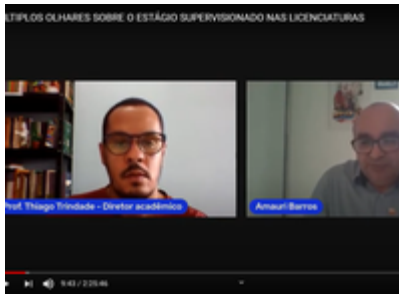 LTIPLOS OLHARES SOBRE O ESTÁGIO SUPERVISIONADO NAS LICENCIATURAS
Prof. Thiago Trindade - Diretor acadêmico
Amauri Barros
9:43 / 2:25:46